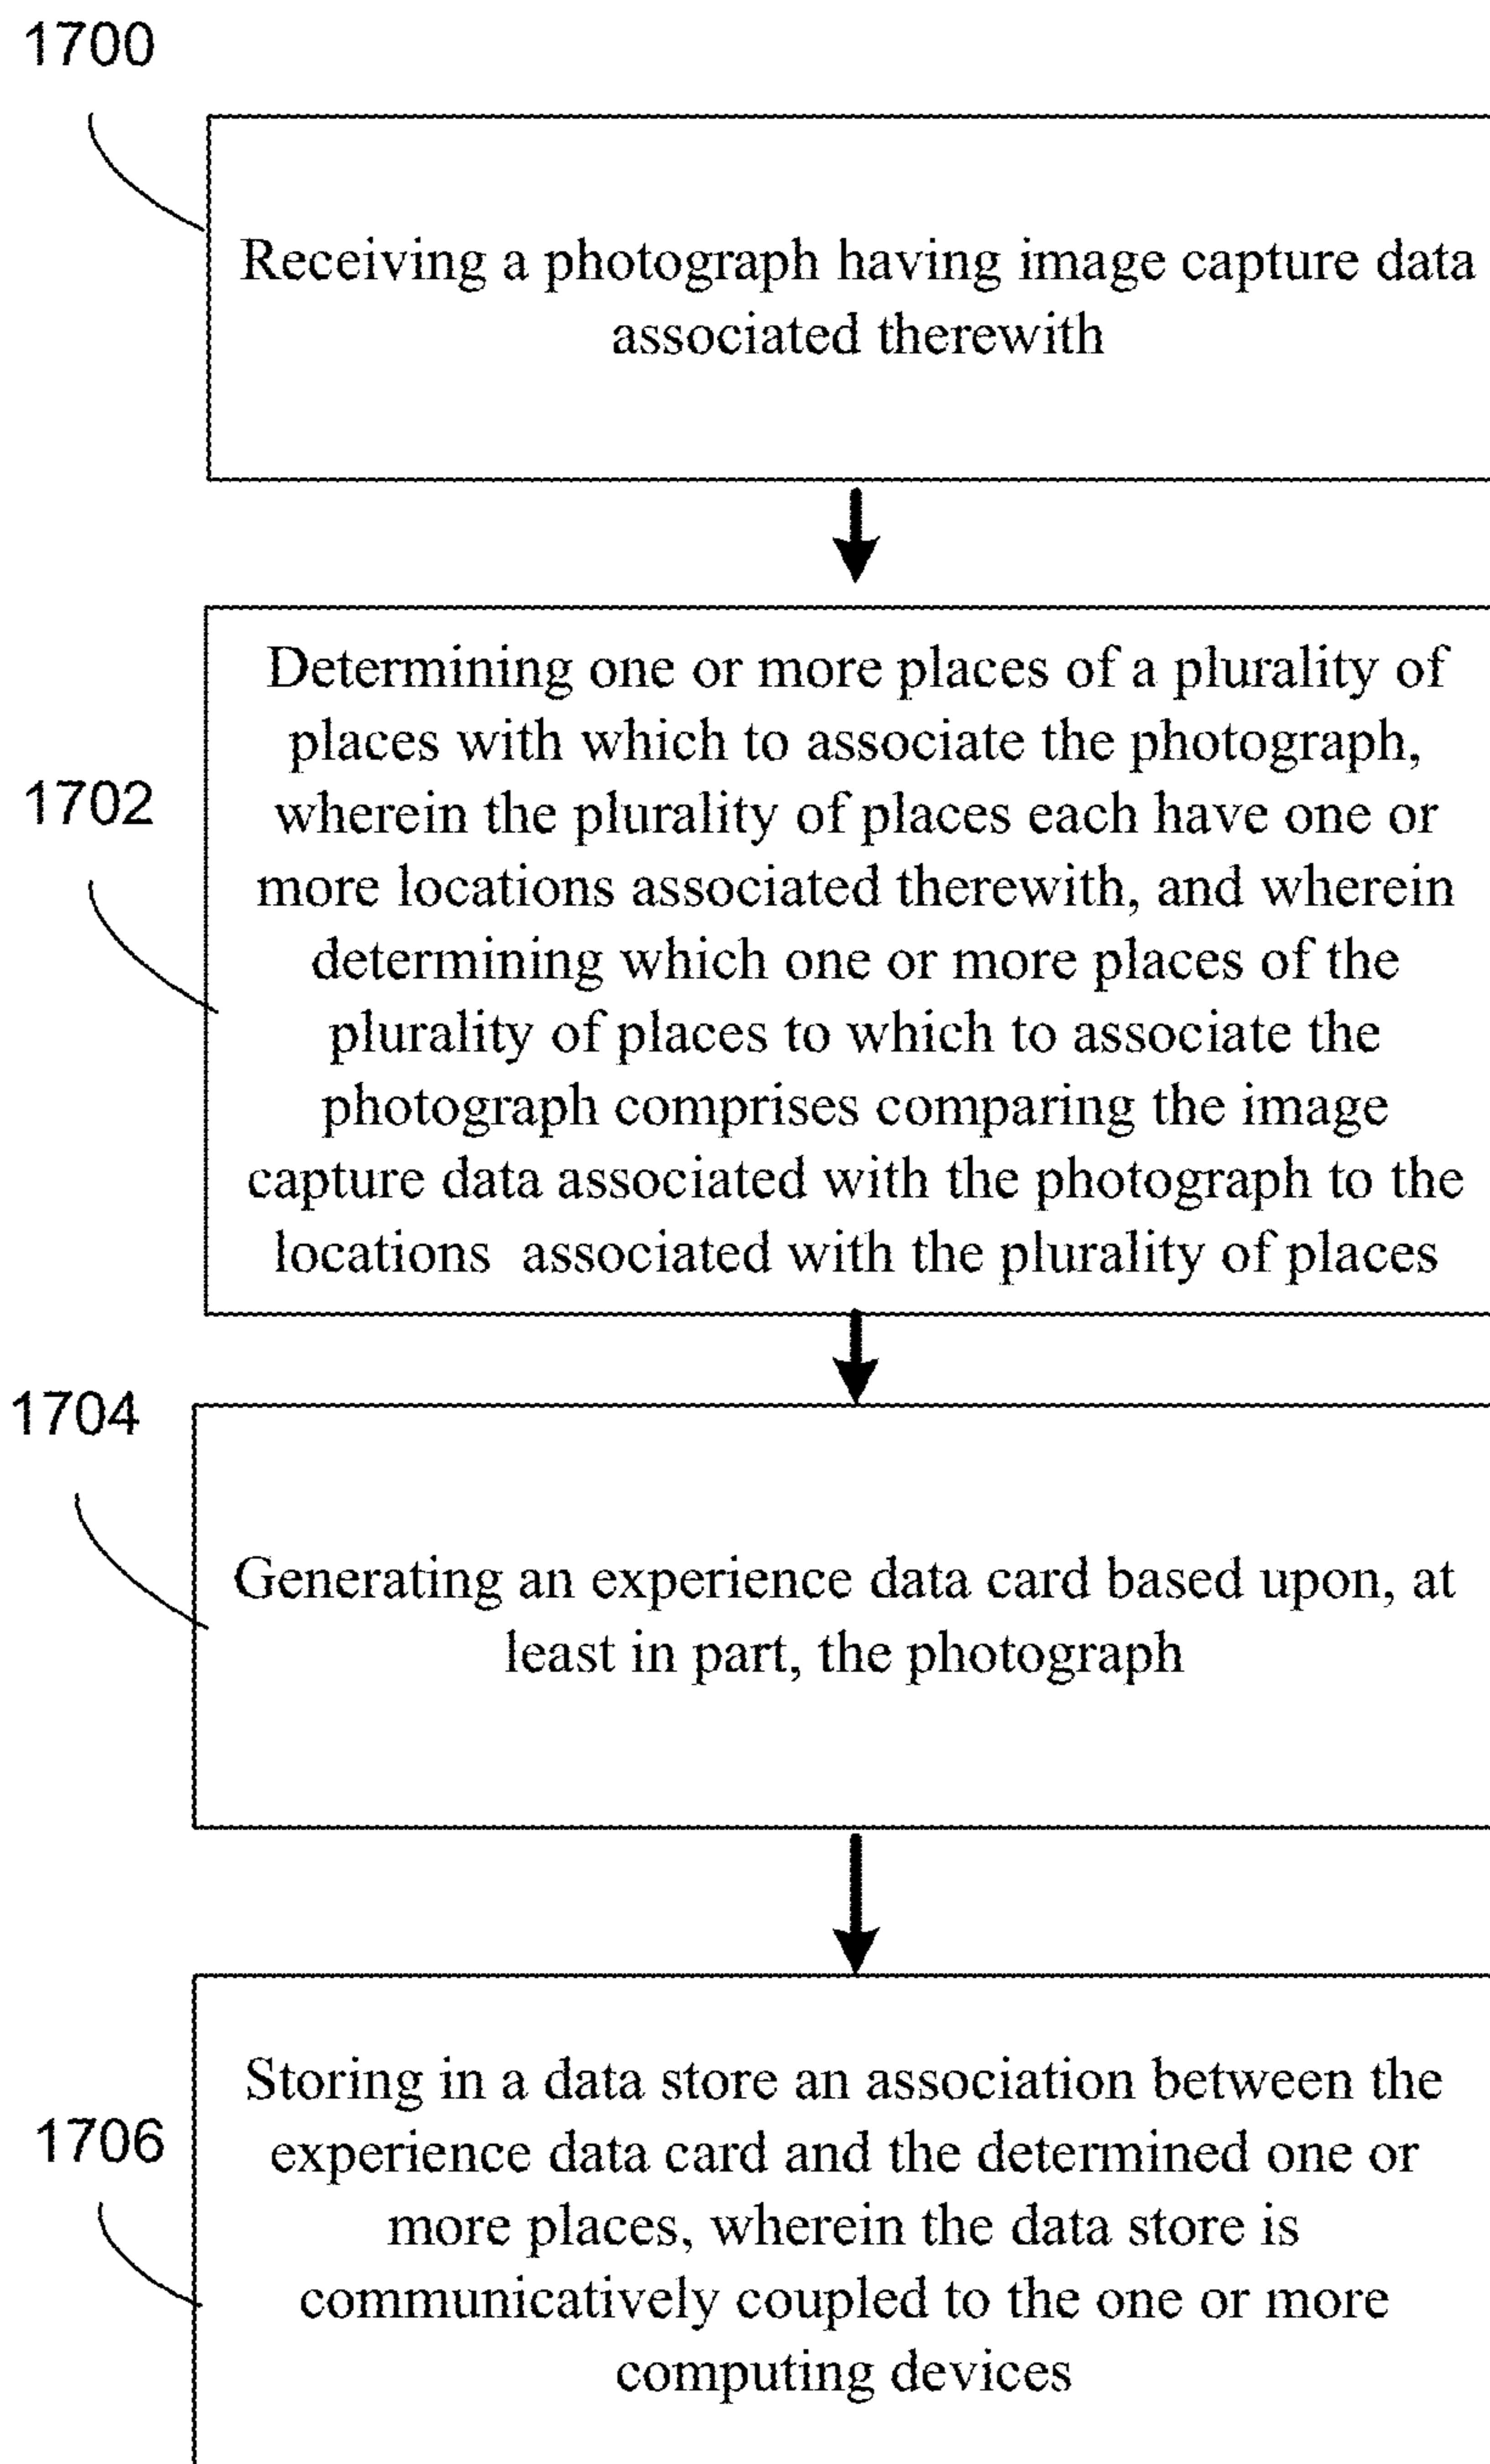 1700
Receiving a photograph having image capture data
associated therewith
1702
Determining one or more places of a plurality of
places with which to associate the photograph,
wherein the plurality of places each have one or
more locations associated therewith, and wherein
determining which one or more places of the
plurality of places to which to associate the
photograph comprises comparing the image
capture data associated with the photograph to the
locations associated with the plurality of places
1704
Generating an experience data card based upon, at
least in part, the photograph
1706
Storing in a data store an association between the
experience data card and the determined one or
more places, wherein the data store is
communicatively coupled to the one or more
computing devices